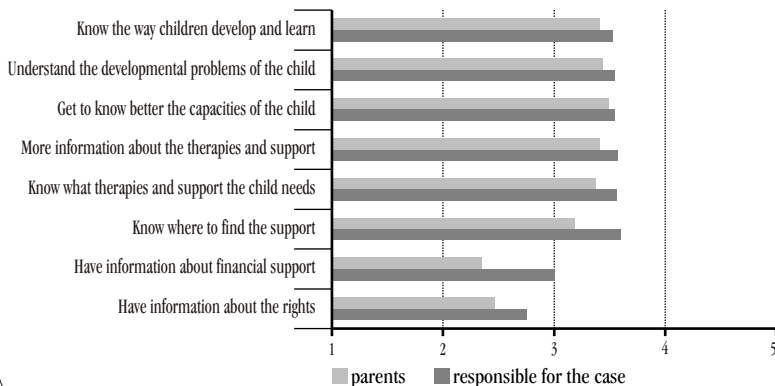 Know the way children develop and learn
Understand the developmental problems of the child
Get to know better the capacities of the child
More information about the therapies and support
Know what therapies and support the child needs
Know where to find the support
Have information about financial support
Have information about the rights
1 2 3 4 5
parents responsible for the case